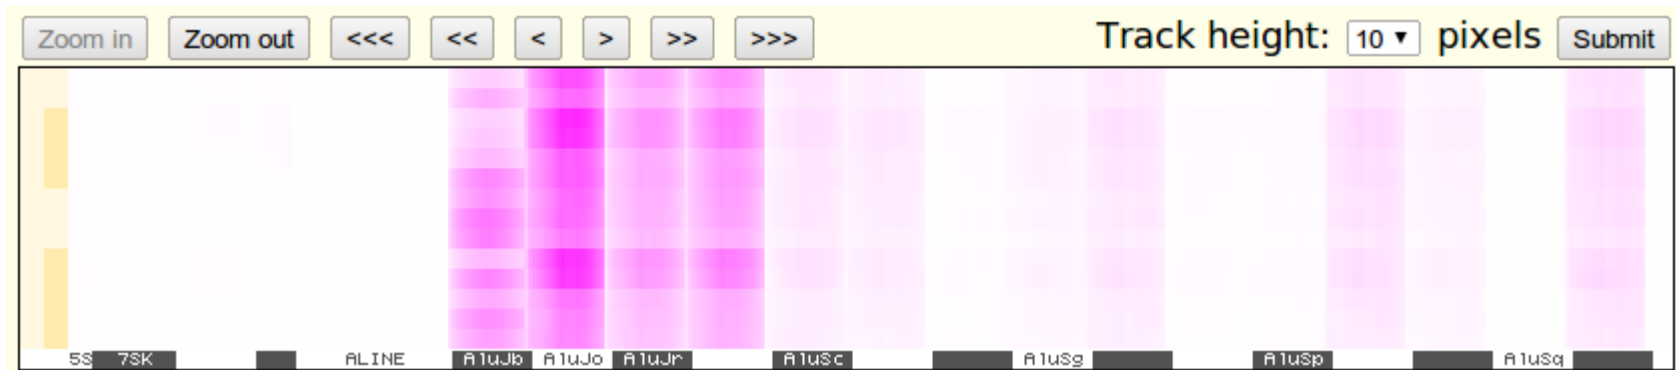 Zoom in Zoom out <<< << < > >> >>> Track height: 10 ▼ pixels Submit
5S 7SK ALINE AluJb AluJo AluJr AluSc AluSg AluSp AluSq